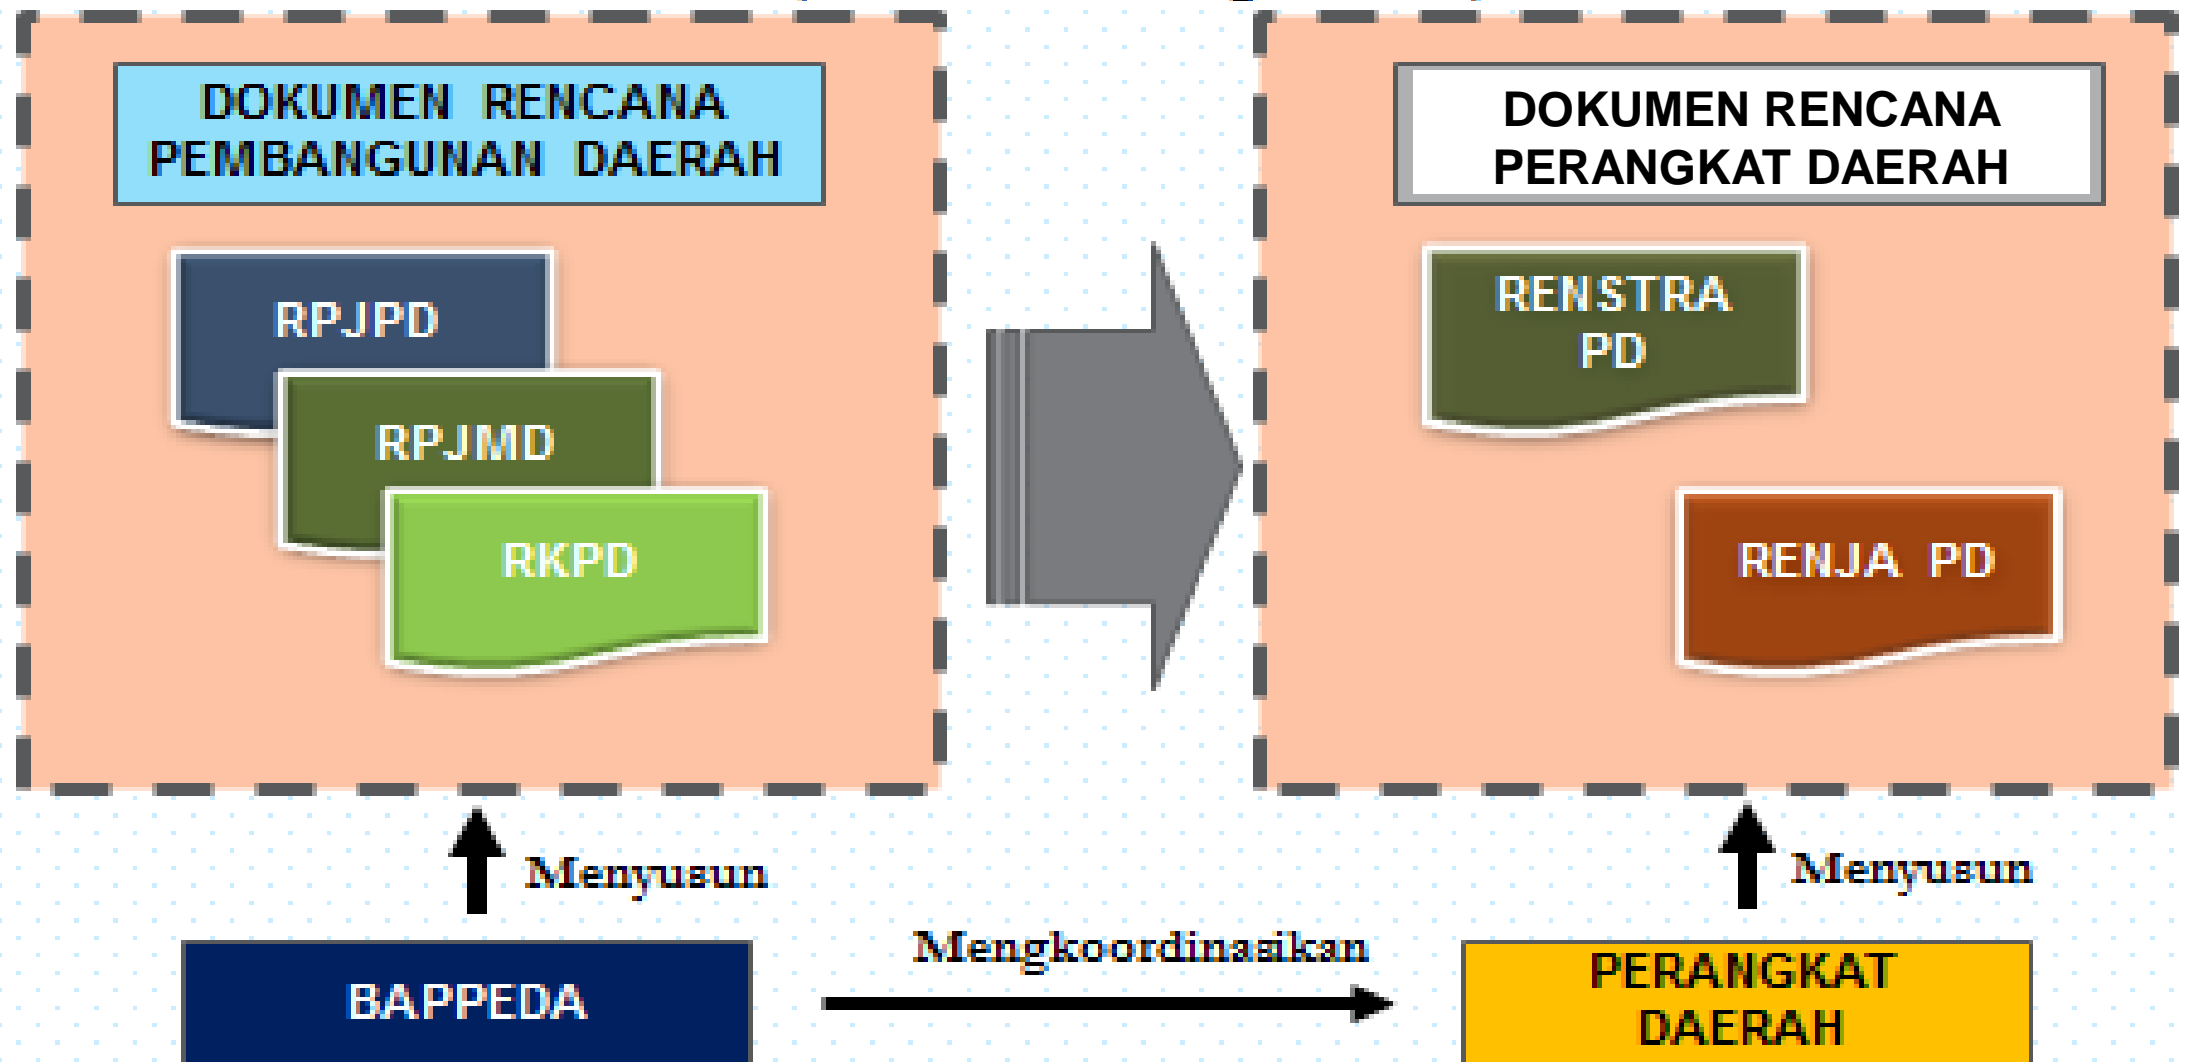 DOKUMEN RENCANA
PEMBANGUNAN DAERAH
RPJPD
RPJMD
RKPD
DOKUMEN RENCANA
PERANGKAT DAERAH
RENSTRA
PD
RENJA PD
Menyusun
Menyusun
BAPPEDA
Mengkoordinasikan
PERANGKAT
DAERAH